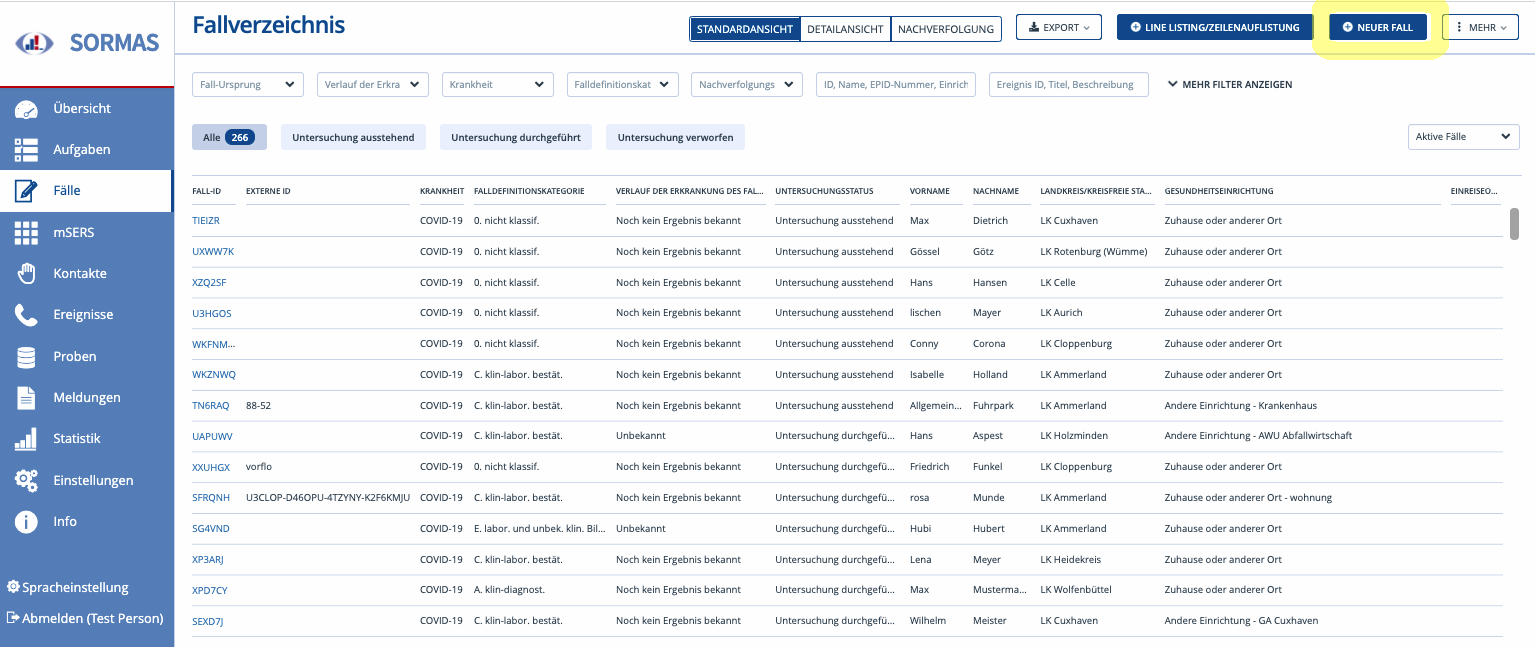 SORMAS
Übersicht
Aufgaben
Fälle
mSERS
Kontakte
Ereignisse
Proben
Meldungen
Statistik
Einstellungen
Info
Spracheinstellung
Abmelden (Test Person)
Fallverzeichnis
STANDARDANSICHT DETAILANSICHT NACHVERFOLGUNG EXPORT LINE LISTING/ZEILENAUFLISTUNG NEUER FALL MEHR
Fall-Ursprung Verlauf der Erkra Krankheit Falldefinitionskat Nachverfolgungs ID, Name, EPID-Nummer, Einrich Ereignis ID, Titel, Beschreibung MEHR FILTER ANZEIGEN
Alle 266 Untersuchung ausstehend Untersuchung durchgeführt Untersuchung verworfen Aktive Fälle
FALL-ID EXTERNE ID KRANKHEIT FALLDEFINITIONSKATEGORIE VERLAUF DER ERKRANKUNG DES FAL... UNTERSUCHUNGSSTATUS VORNAME NACHNAME LANDKREIS/KREISFREIE STA... GESUNDHEITSEINRICHTUNG EINREISEO...
TIEIZR COVID-19 0. nicht klassif. Noch kein Ergebnis bekannt Untersuchung ausstehend Max Dietrich LK Cuxhaven Zuhause oder anderer Ort
UXWW7K COVID-19 0. nicht klassif. Noch kein Ergebnis bekannt Untersuchung ausstehend Gössel Götz LK Rotenburg (Wümme) Zuhause oder anderer Ort
XZQ2SF COVID-19 0. nicht klassif. Noch kein Ergebnis bekannt Untersuchung ausstehend Hans Hansen LK Celle Zuhause oder anderer Ort
U3HGOS COVID-19 0. nicht klassif. Noch kein Ergebnis bekannt Untersuchung ausstehend lischen Mayer LK Aurich Zuhause oder anderer Ort
WKFNM... COVID-19 0. nicht klassif. Noch kein Ergebnis bekannt Untersuchung ausstehend Conny Corona LK Cloppenburg Zuhause oder anderer Ort
WKZNWQ COVID-19 C. klin-labor. bestät. Noch kein Ergebnis bekannt Untersuchung ausstehend Isabelle Holland LK Ammerland Zuhause oder anderer Ort
TN6RAQ 88-52 COVID-19 C. klin-labor. bestät. Noch kein Ergebnis bekannt Untersuchung ausstehend Allgemein... Fuhrpark LK Ammerland Andere Einrichtung - Krankenhaus
UAPUWV COVID-19 C. klin-labor. bestät. Unbekannt Untersuchung durchgefü... Hans Aspest LK Holzminden Andere Einrichtung - AWU Abfallwirtschaft
XXUHGX vorflo COVID-19 0. nicht klassif. Noch kein Ergebnis bekannt Untersuchung durchgefü... Friedrich Funkel LK Cloppenburg Zuhause oder anderer Ort
SFRQNH U3CLOP-D46OPU-4TZYNY-K2F6KMJU COVID-19 C. klin-labor. bestät. Noch kein Ergebnis bekannt Untersuchung durchgefü... rosa Munde LK Ammerland Zuhause oder anderer Ort - wohnung
SG4VND COVID-19 E. labor. und unbek. klin. Bil... Unbekannt Untersuchung durchgefü... Hubi Hubert LK Ammerland Zuhause oder anderer Ort
XP3ARJ COVID-19 C. klin-labor. bestät. Noch kein Ergebnis bekannt Untersuchung durchgefü... Lena Meyer LK Heidekreis Zuhause oder anderer Ort
XPD7CY COVID-19 A. klin-diagnost. Noch kein Ergebnis bekannt Untersuchung durchgefü... Max Musterma... LK Wolfenbüttel Zuhause oder anderer Ort
SEXD7J COVID-19 C. klin-labor. bestät. Noch kein Ergebnis bekannt Untersuchung durchgefü... Wilhelm Meister LK Cuxhaven Andere Einrichtung - GA Cuxhaven